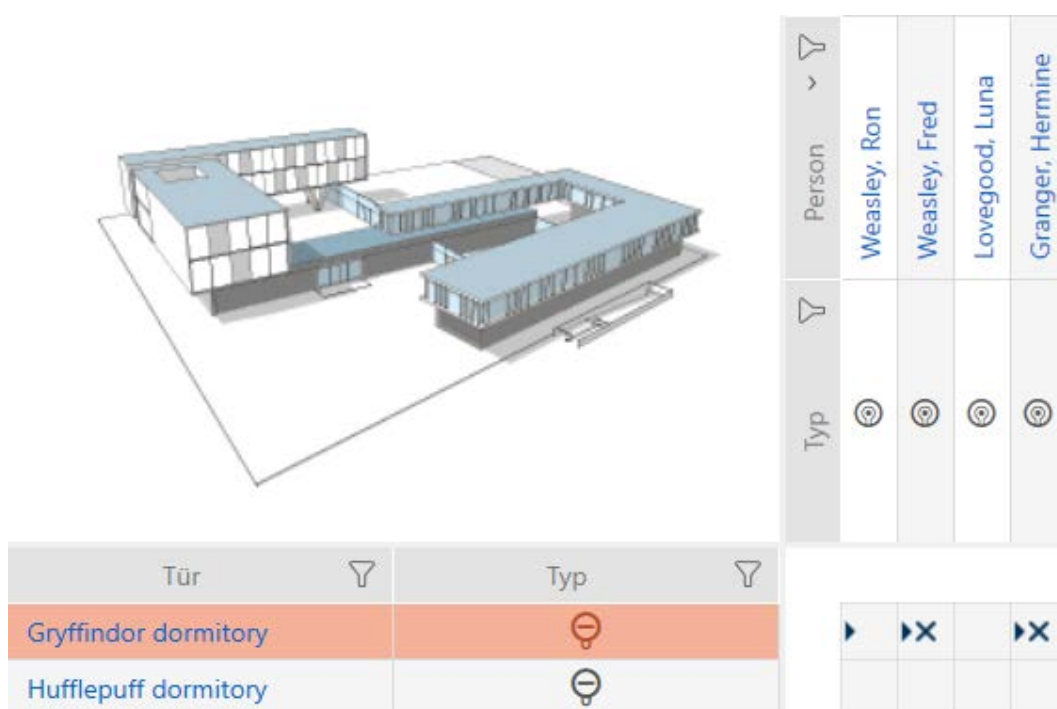 Person
Weasley, Ron
Weasley, Fred
Lovegood, Luna
Granger, Hermine
Typ
Tür Typ
Gryffindor dormitory
Hufflepuff dormitory